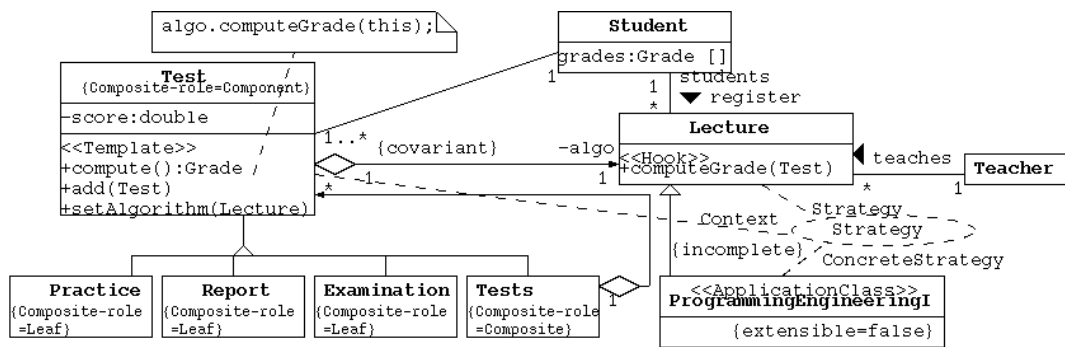 algo.computeGrade(this);
Student
grades:Grade []
Test
{Composite-role=Component}
-score:double
<<Template>>
+compute():Grade
+add(Test)
+setAlgorithm(Lecture)
1
1
students
*
register
1...*
{covariant}
-algo
1
1
*
Lecture
<<Hook>>
+computeGrade(Test)
teaches
*
1
Teacher
Context
Strategy
Strategy
ConcreteStrategy
{incomplete}
Practice
{Composite-role
=Leaf}
Report
{Composite-role
=Leaf}
Examination
{Composite-role
=Leaf}
Tests
{Composite-role
=Composite}
1
<<ApplicationClass>>
ProgrammingEngineeringI
{extensible=false}